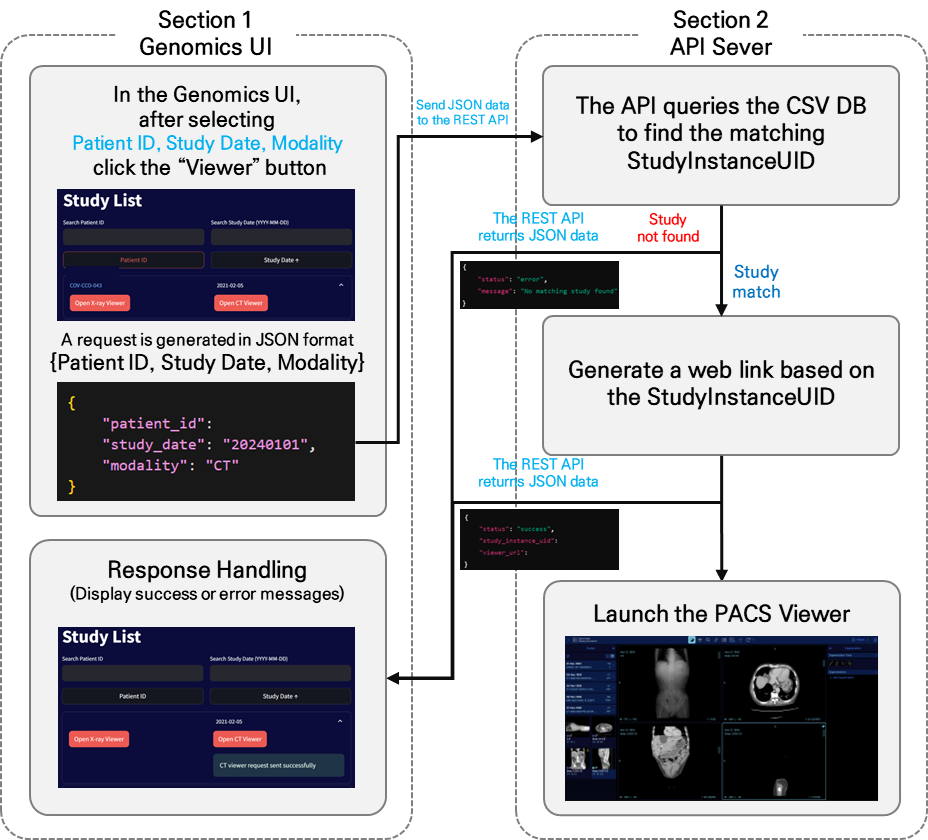 Section 1
Genomics UI
In the Genomics UI,
after selecting
Patient ID, Study Date, Modality
click the “Viewer” button
Study List
Search Patient ID
Search Study Date (YYYY-MM-DD)
Patient ID
Study Date ↑
COV-CCO-043
2021-02-05
Open X-ray Viewer
Open CT Viewer
A request is generated in JSON format
{Patient ID, Study Date, Modality}
{
"patient_id":
"study_date": "20240101",
"modality": "CT"
}
Response Handling
(Display success or error messages)
Study List
Search Patient ID
Search Study Date (YYYY-MM-DD)
Patient ID
Study Date ↑
2021-02-05
Open X-ray Viewer
Open CT Viewer
CT viewer request sent successfully
Send JSON data
to the REST API
Section 2
API Sever
The API queries the CSV DB
to find the matching
StudyInstanceUID
The REST API
returns JSON data
Study
not found
{
"status": "error",
"message": "No matching study found"
}
Study
match
Generate a web link based on
the StudyInstanceUID
The REST API
returns JSON data
{
"status": "success",
"study_instance_uid":
"viewer_url":
}
Launch the PACS Viewer